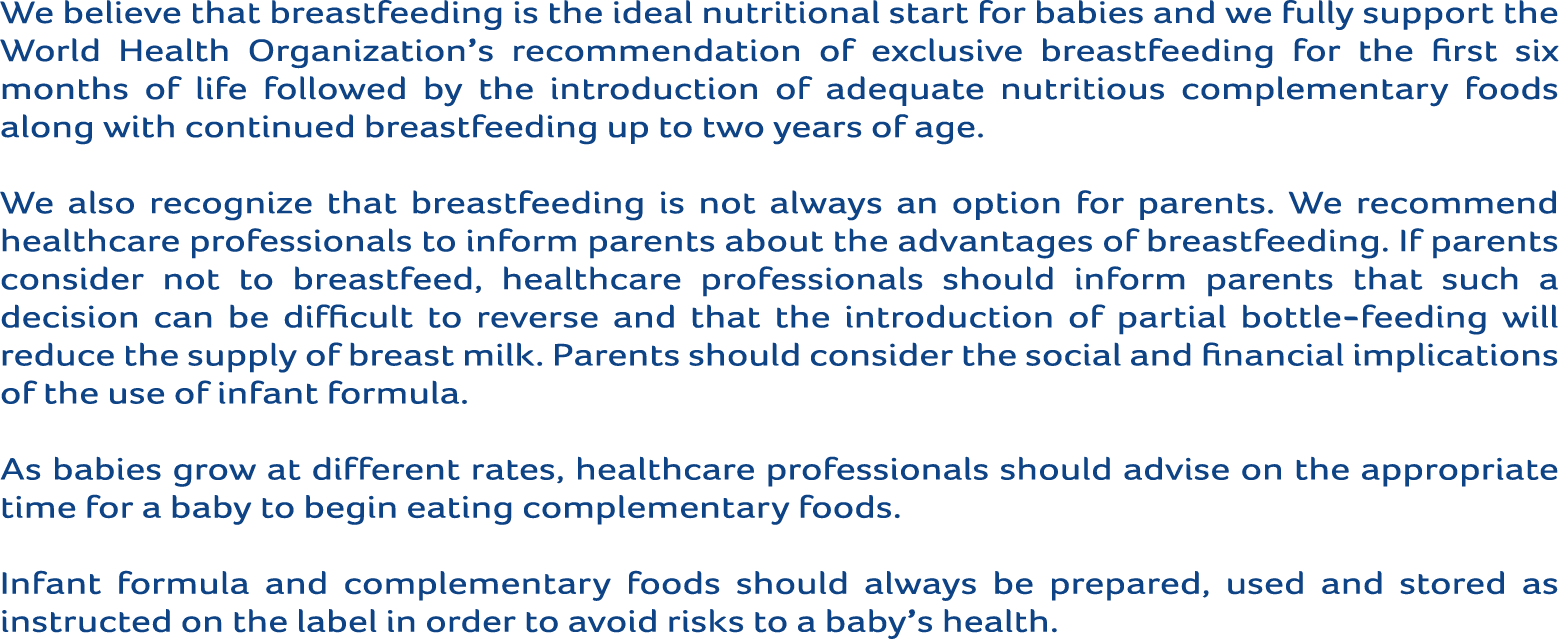 We believe that breastfeeding is the ideal nutritional start for babies and we fully support the
World Health Organization's recommendation of exclusive breastfeeding for the first six
months of life followed by the introduction of adequate nutritious complementary foods
along with continued breastfeeding up to two years of age.
We also recognize that breastfeeding is not always an option for parents. We recommend
healthcare professionals to inform parents about the advantages of breastfeeding. If parents
consider not to breastfeed, healthcare professionals should inform parents that such a
decision can be difficult to reverse and that the introduction of partial bottle-feeding will
reduce the supply of breast milk. Parents should consider the social and financial implications
of the use of infant formula.
As babies grow at different rates, healthcare professionals should advise on the appropriate
time for a baby to begin eating complementary foods.
Infant formula and complementary foods should always be prepared, used and stored as
instructed on the label in order to avoid risks to a baby's health.